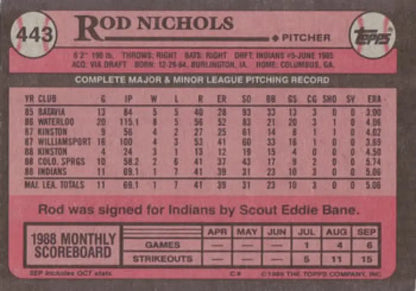 443
ROD NICHOLS
PITCHER
Topps
6'2" 190 lb. THROWS: RIGHT BATS: RIGHT DRFT: INDIANS #5-JUNE 1985
ACQ: VIA DRAFT BORN: 12-29-64, BURLINGTON, IA. HOME: COLUMBUS, GA.
COMPLETE MAJOR & MINOR LEAGUE PITCHING RECORD
YR CLUB G IP W L R ER SO BB GS CG SHO SV ERA
85 BATAVIA 13 84 5 5 40 28 93 33 13 3 0 0 3.00
86 WATERLOO 20 115.1 8 5 56 52 83 21 20 3 1 0 4.06
87 KINSTON 9 56 4 2 27 25 61 14 8 1 1 0 4.02
87 WILLIAMSPORT 16 100 4 3 53 41 60 33 16 1 0 0 3.69
88 KINSTON 4 24 3 1 13 12 19 15 4 0 0 0 4.50
88 COLO. SPRGS 10 58.2 2 6 41 37 43 17 9 2 0 0 5.68
88 INDIANS 11 69.1 1 7 41 39 31 23 10 3 0 0 5.06
MAJ. LEA. TOTALS 11 69.1 1 7 41 39 31 23 10 3 0 0 5.06
Rod was signed for Indians by Scout Eddie Bane.
1988 MONTHLY SCOREBOARD
APR MAY JUN JUL AUG SEP
GAMES 1 4 6
STRIKEOUTS 5 11 15
SEP includes OCT stats.
C* ©1989 THE TOPPS COMPANY, INC.